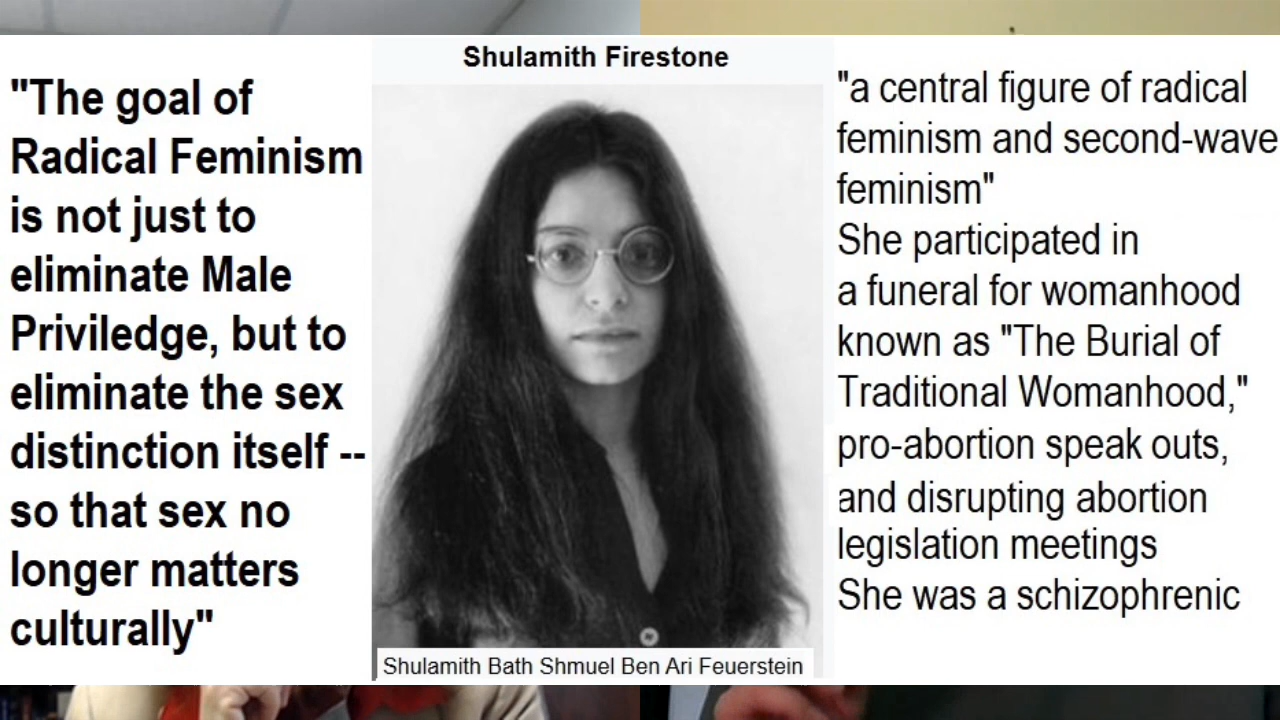 Shulamith Firestone
"The goal of
Radical Feminism
is not just to
eliminate Male
Priviledge, but to
eliminate the sex
distinction itself --
so that sex no
longer matters
culturally"
"a central figure of radical
feminism and second-wave
feminism"
She participated in
a funeral for womanhood
known as "The Burial of
Traditional Womanhood,"
pro-abortion speak outs,
and disrupting abortion
legislation meetings
She was a schizophrenic
Shulamith Bath Shmuel Ben Ari Feuerstein